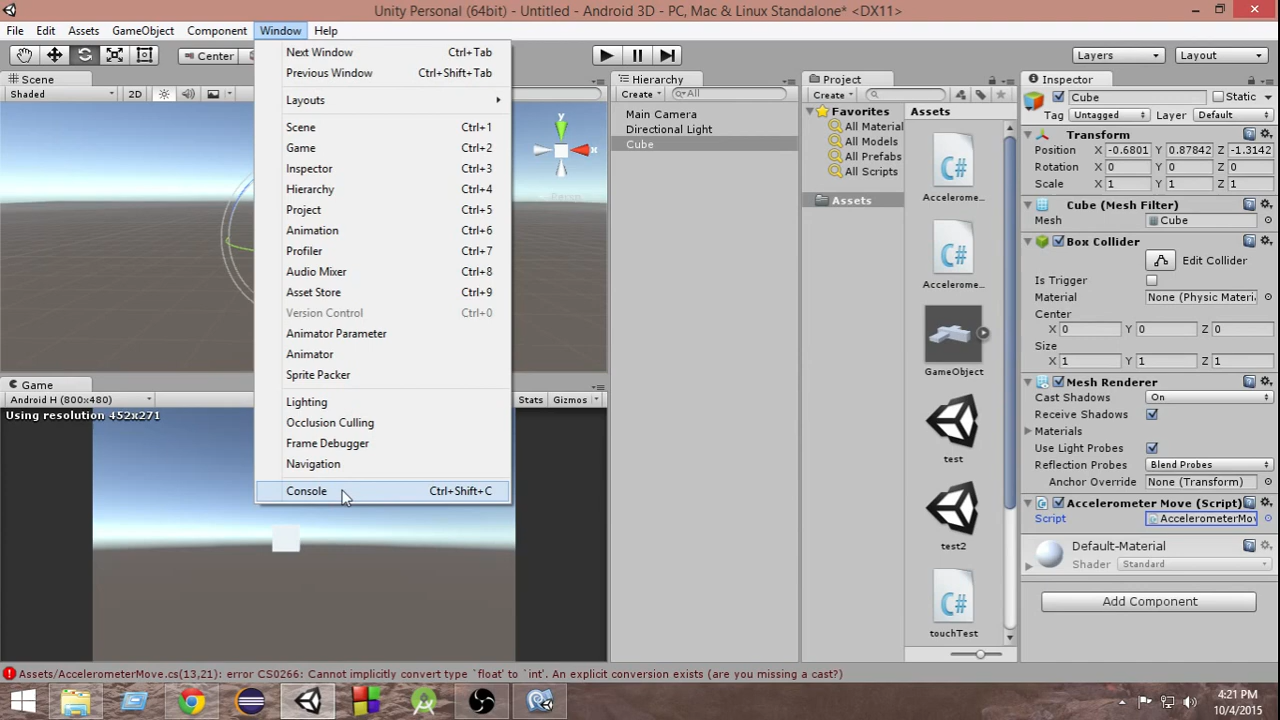 Unity Personal (64bit) - Untitled - Android 3D - PC, Mac & Linux Standalone* <DX11>
File Edit Assets GameObject Component Window Help
Center
Layers
Layout
Next Window Ctrl+Tab
Previous Window Ctrl+Shift+Tab
Layouts
Scene Ctrl+1
Game Ctrl+2
Inspector Ctrl+3
Hierarchy Ctrl+4
Project Ctrl+5
Animation Ctrl+6
Profiler Ctrl+7
Audio Mixer Ctrl+8
Asset Store Ctrl+9
Version Control Ctrl+0
Animator Parameter
Animator
Sprite Packer
Lighting
Occlusion Culling
Frame Debugger
Navigation
Console Ctrl+Shift+C
Scene
Shaded 2D
y
x
Persp
Game
Android H (800x480) Stats Gizmos
Using resolution 452x271
Hierarchy
Create All
Main Camera
Directional Light
Cube
Project
Create
Favorites
All Material
All Models
All Prefabs
All Scripts
Assets
Assets
C#
Accelerome...
C#
Accelerome...
GameObject
test
test2
C#
touchTest
Inspector
Cube Static
Tag Untagged Layer Default
Transform
Position X -0.6801 Y 0.87842 Z -1.3142
Rotation X 0 Y 0 Z 0
Scale X 1 Y 1 Z 1
Cube (Mesh Filter)
Mesh Cube
Box Collider
Edit Collider
Is Trigger
Material None (Physic Materi
Center
X 0 Y 0 Z 0
Size
X 1 Y 1 Z 1
Mesh Renderer
Cast Shadows On
Receive Shadows
Materials
Use Light Probes
Reflection Probes Blend Probes
Anchor Override None (Transform)
Accelerometer Move (Script)
Script AccelerometerMov
Default-Material
Shader Standard
Add Component
Assets/AccelerometerMove.cs(13,21): error CS0266: Cannot implicitly convert type `float' to `int'. An explicit conversion exists (are you missing a cast?)
4:21 PM
10/4/2015